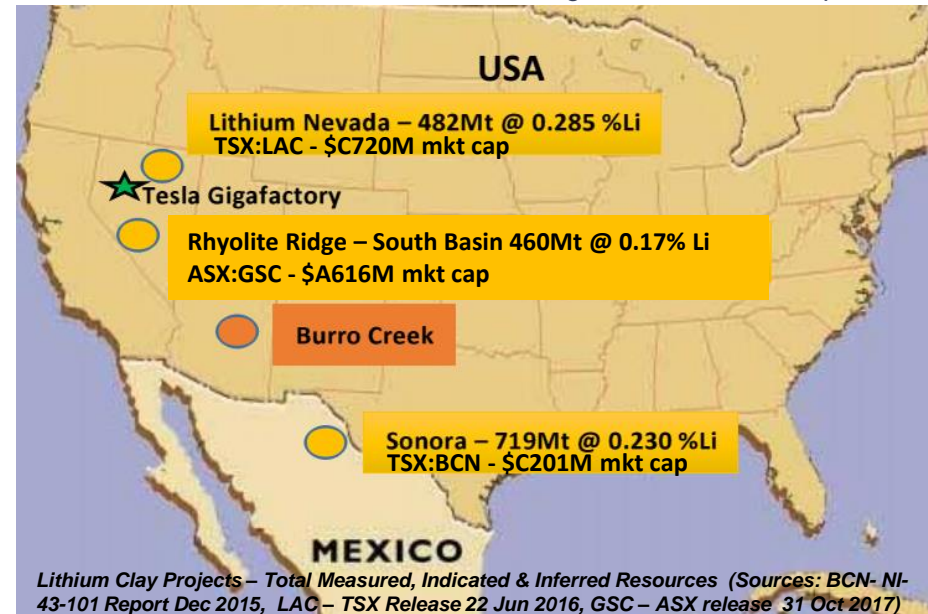 USA
Lithium Nevada – 482Mt @ 0.285 %Li
TSX:LAC - $C720M mkt cap
Tesla Gigafactory
Rhyolite Ridge – South Basin 460Mt @ 0.17% Li
ASX:GSC - $A616M mkt cap
Burro Creek
Sonora – 719Mt @ 0.230 %Li
TSX:BCN - $C201M mkt cap
MEXICO
Lithium Clay Projects – Total Measured, Indicated & Inferred Resources (Sources: BCN- NI-
43-101 Report Dec 2015, LAC – TSX Release 22 Jun 2016, GSC – ASX release 31 Oct 2017)